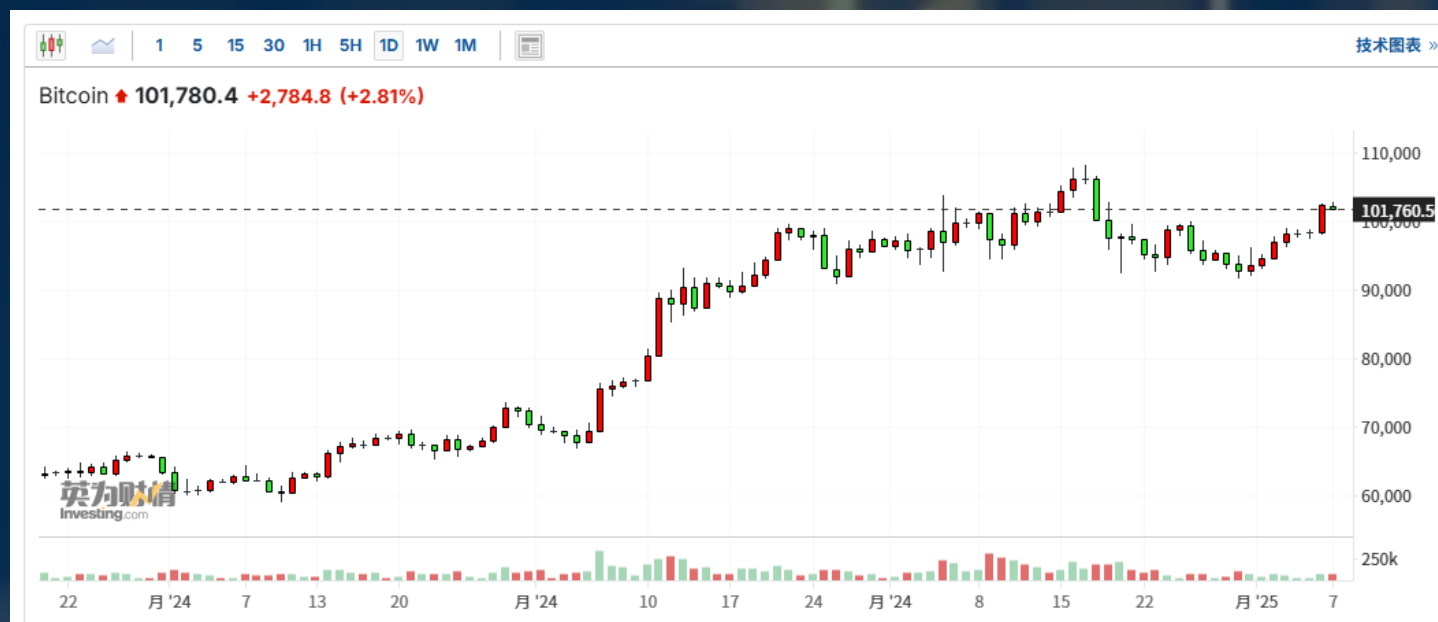 1 5 15 30 1H 5H 1D 1W 1M 技术图表 »
Bitcoin 101,780.4 +2,784.8 (+2.81%)
110,000
101,760.5
100,000
90,000
80,000
70,000
60,000
英为财情
Investing.com
250k
22 月 '24 7 13 20 月 '24 10 17 24 月 '24 8 15 22 月 '25 7